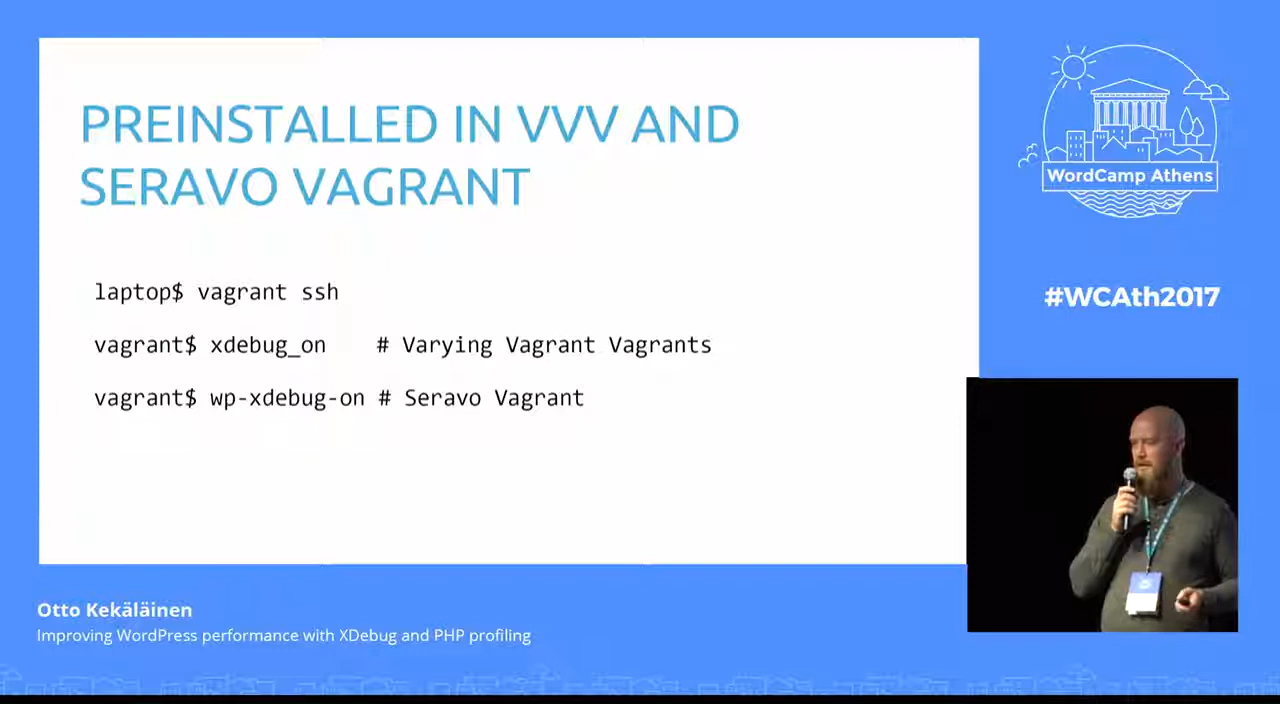 PREINSTALLED IN VVV AND
SERAVO VAGRANT
laptop$ vagrant ssh
vagrant$ xdebug_on    # Varying Vagrant Vagrants
vagrant$ wp-xdebug-on # Seravo Vagrant
WordCamp Athens
#WCAth2017
Otto Kekäläinen
Improving WordPress performance with XDebug and PHP profiling